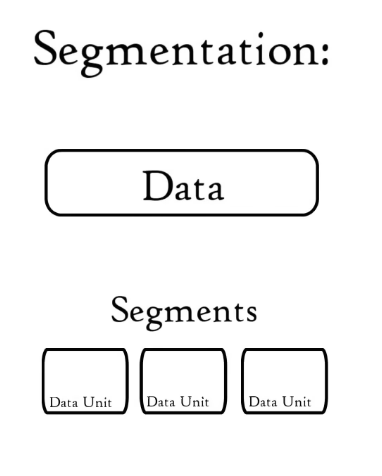 Segmentation:
Data
Segments
Data Unit Data Unit Data Unit